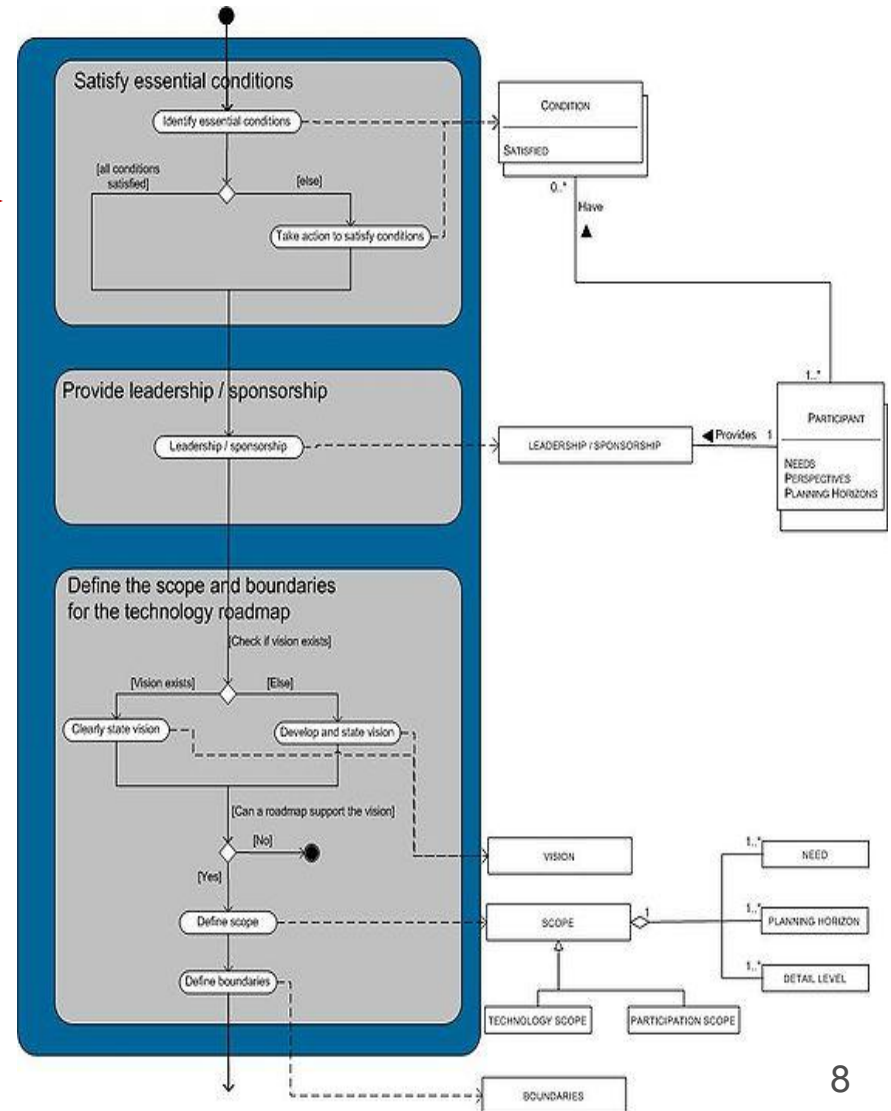 Satisfy essential conditions
Identify essential conditions
[all conditions
satisfied]
[else]
Take action to satisfy conditions
CONDITION
SATISFIED
0..*
Have
1..*
PARTICIPANT
NEEDS
PERSPECTIVES
PLANNING HORIZONS
Provide leadership / sponsorship
Leadership / sponsorship
LEADERSHIP / SPONSORSHIP
Provides 1
Define the scope and boundaries
for the technology roadmap
[Check if vision exists]
[Vision exists]
[Else]
Clearly state vision
Develop and state vision
[Can a roadmap support the vision]
[No]
[Yes]
Define scope
Define boundaries
VISION
SCOPE
1
1..*
NEED
1..*
PLANNING HORIZON
1..*
DETAIL LEVEL
TECHNOLOGY SCOPE
PARTICIPATION SCOPE
BOUNDARIES
8